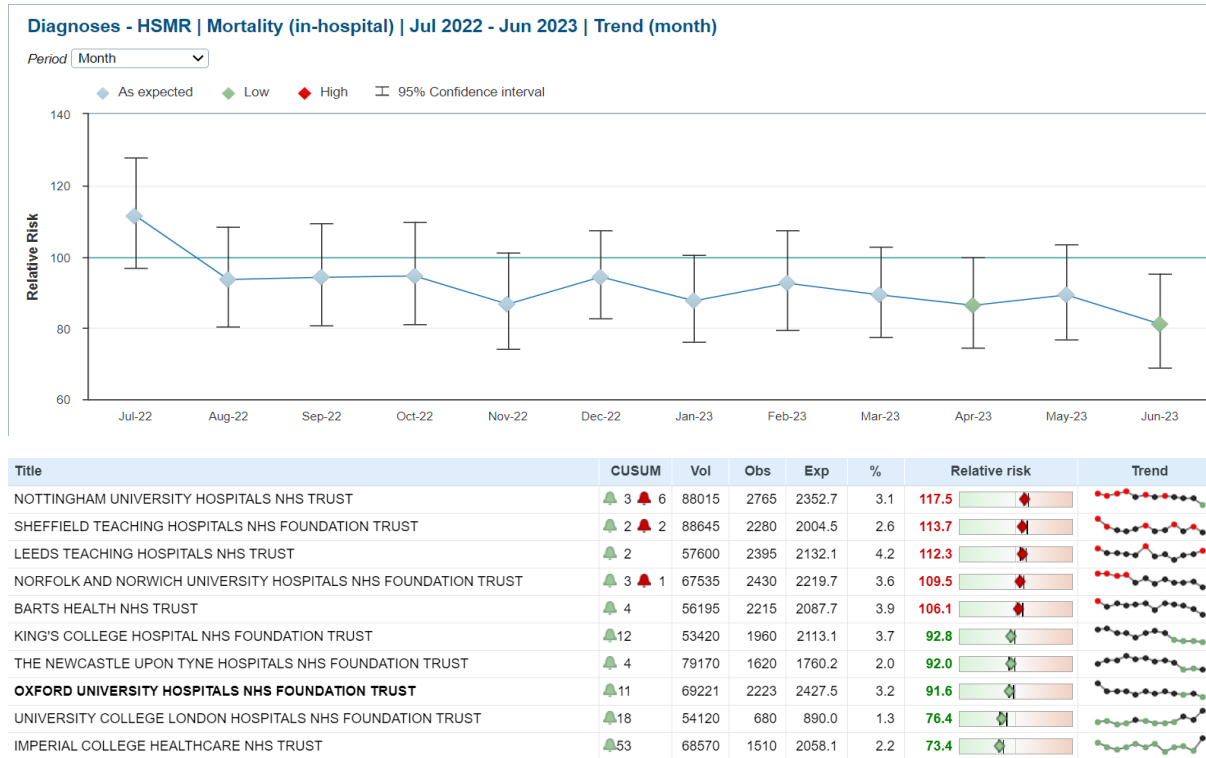 Diagnoses - HSMR | Mortality (in-hospital) | Jul 2022 - Jun 2023 | Trend (month)
Period Month
As expected Low High 95% Confidence interval
140
120
100
80
60
Relative Risk
Jul-22 Aug-22 Sep-22 Oct-22 Nov-22 Dec-22 Jan-23 Feb-23 Mar-23 Apr-23 May-23 Jun-23
Title CUSUM Vol Obs Exp % Relative risk Trend
NOTTINGHAM UNIVERSITY HOSPITALS NHS TRUST 3 6 88015 2765 2352.7 3.1 117.5
SHEFFIELD TEACHING HOSPITALS NHS FOUNDATION TRUST 2 2 88645 2280 2004.5 2.6 113.7
LEEDS TEACHING HOSPITALS NHS TRUST 2 57600 2395 2132.1 4.2 112.3
NORFOLK AND NORWICH UNIVERSITY HOSPITALS NHS FOUNDATION TRUST 3 1 67535 2430 2219.7 3.6 109.5
BARTS HEALTH NHS TRUST 4 56195 2215 2087.7 3.9 106.1
KING'S COLLEGE HOSPITAL NHS FOUNDATION TRUST 12 53420 1960 2113.1 3.7 92.8
THE NEWCASTLE UPON TYNE HOSPITALS NHS FOUNDATION TRUST 4 79170 1620 1760.2 2.0 92.0
OXFORD UNIVERSITY HOSPITALS NHS FOUNDATION TRUST 11 69221 2223 2427.5 3.2 91.6
UNIVERSITY COLLEGE LONDON HOSPITALS NHS FOUNDATION TRUST 18 54120 680 890.0 1.3 76.4
IMPERIAL COLLEGE HEALTHCARE NHS TRUST 53 68570 1510 2058.1 2.2 73.4